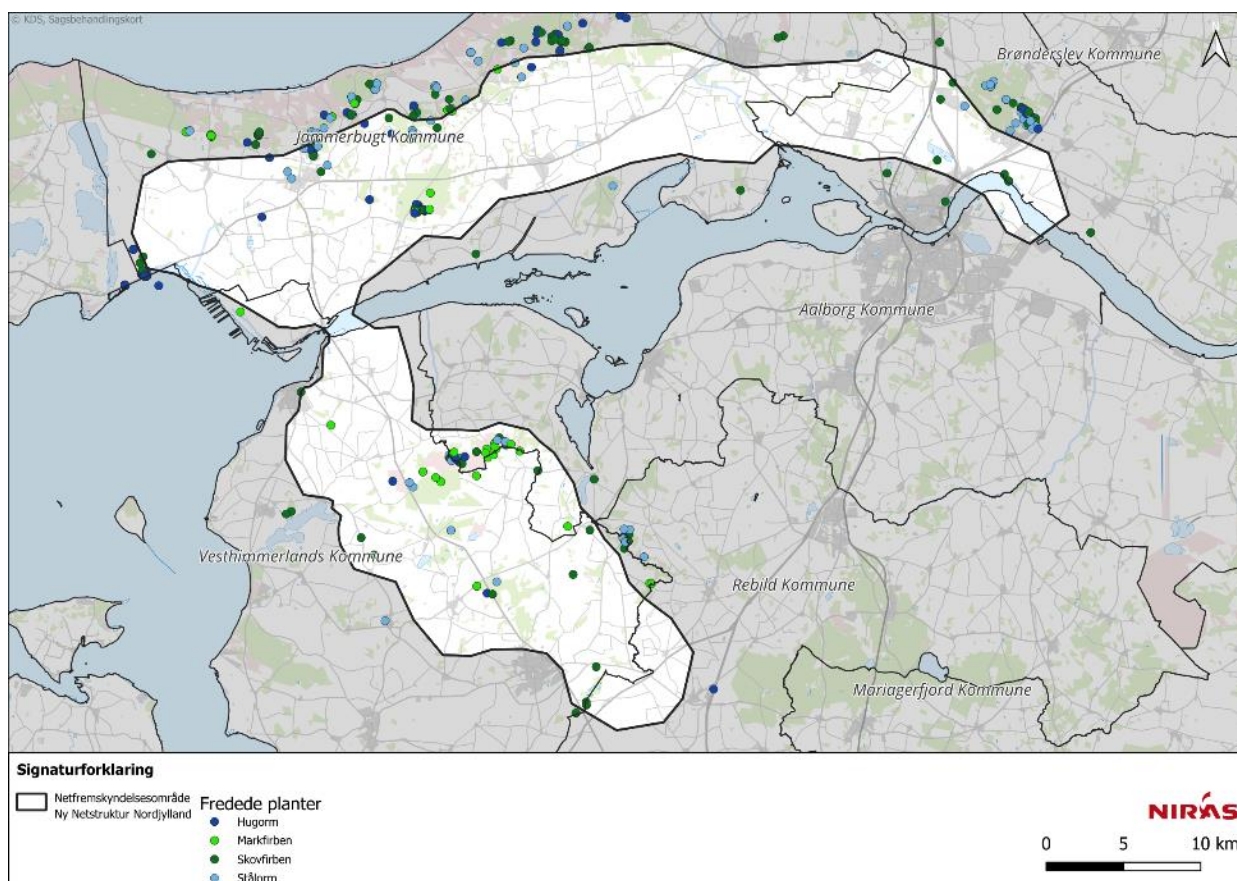 © KDS, Sagsbehandlingskort
N
Brønderslev Kommune
Jammerbugt Kommune
Aalborg Kommune
Vesthimmerlands Kommune
Rebild Kommune
Mariagerfjord Kommune
Signaturforklaring
Netfremskyndelsesområde
Ny Netstruktur Nordjylland
Fredede planter
Hugorm
Markfirben
Skovfirben
Stålorm
NIRAS
0 5 10 km